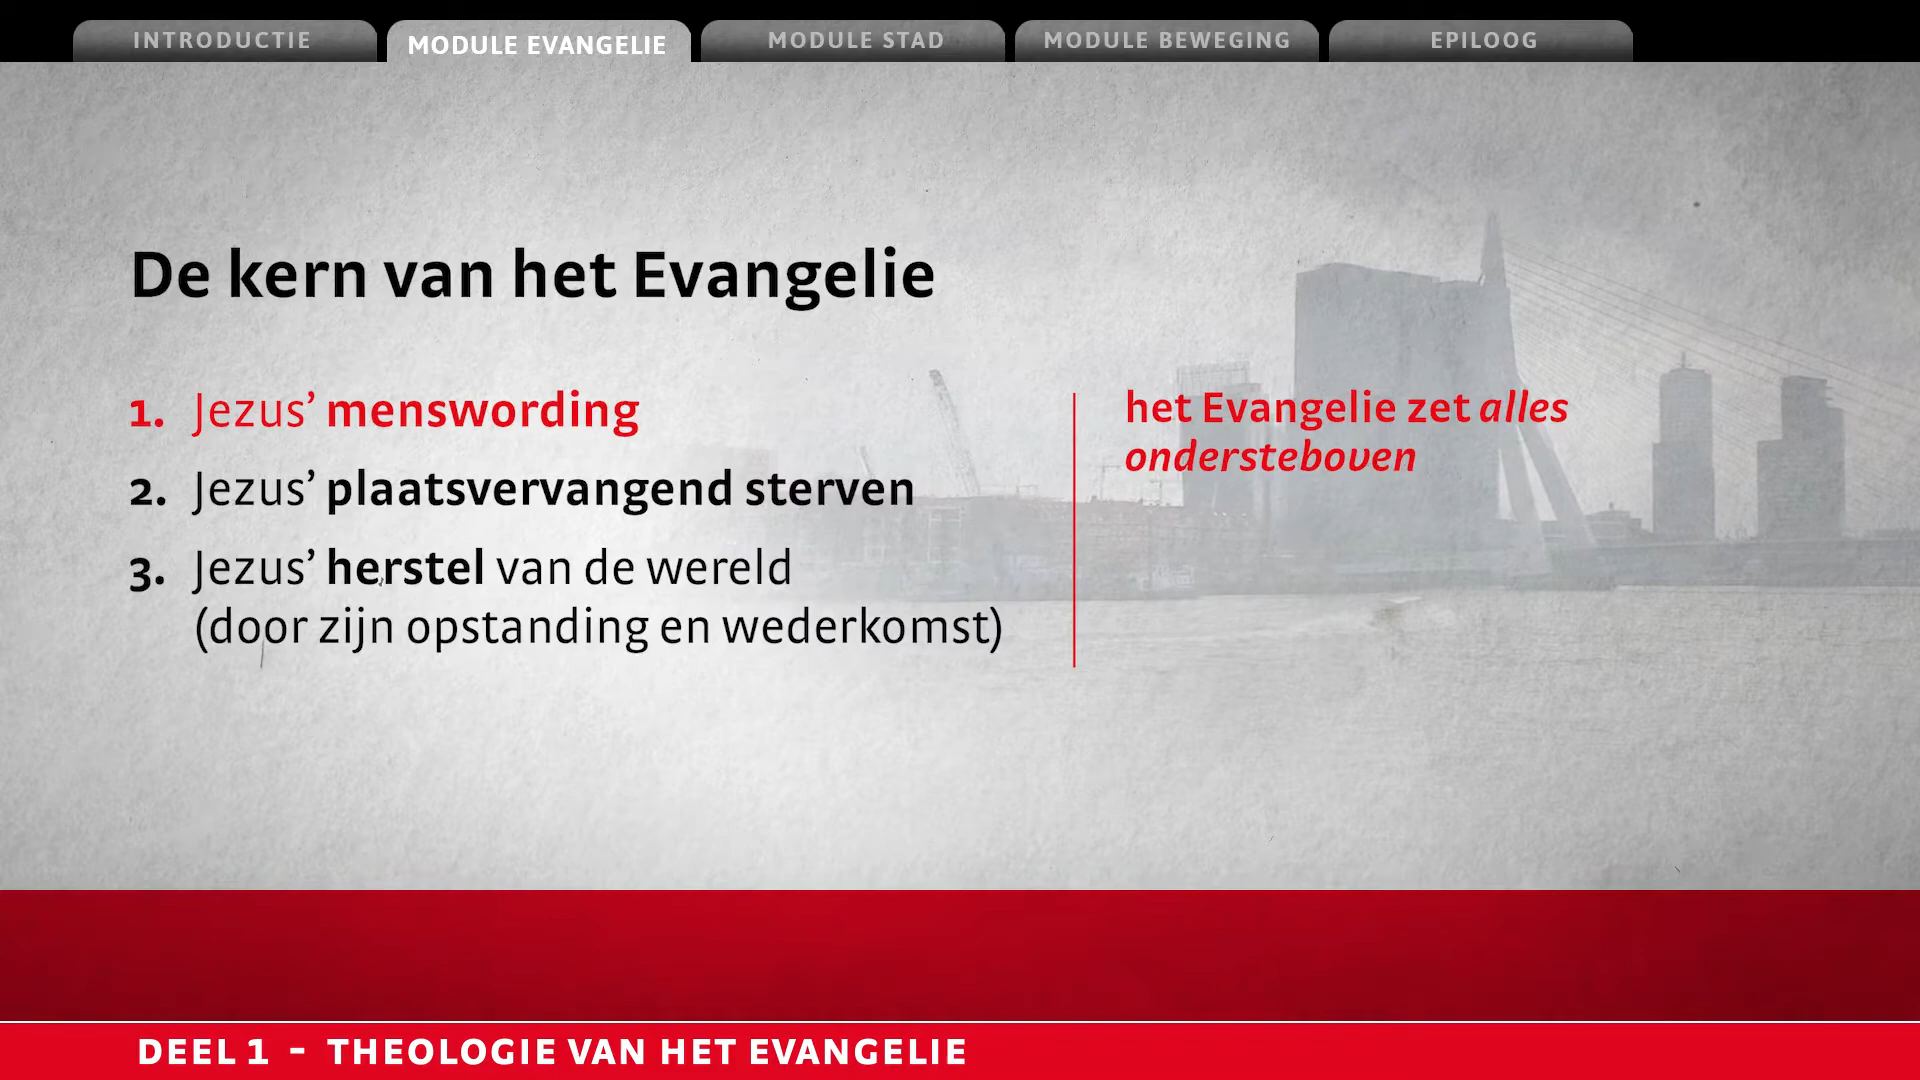 INTRODUCTIE
MODULE EVANGELIE
MODULE STAD
MODULE BEWEGING
EPILOOG
De kern van het Evangelie
1. Jezus’ menswording
2. Jezus’ plaatsvervangend sterven
3. Jezus’ herstel van de wereld
(door zijn opstanding en wederkomst)
het Evangelie zet alles
ondersteboven
DEEL 1 - THEOLOGIE VAN HET EVANGELIE